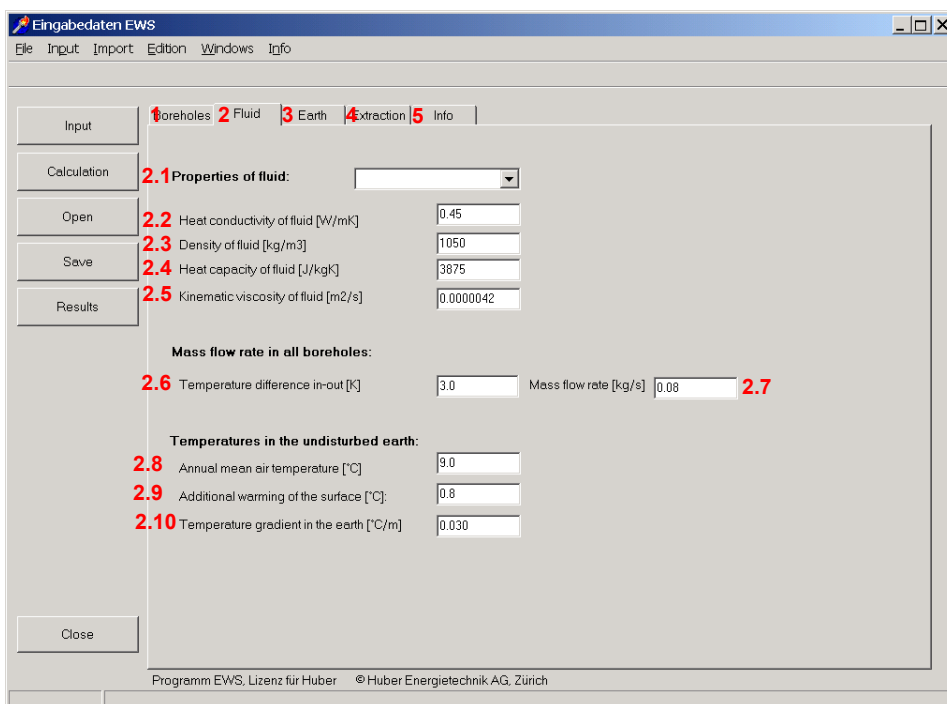 Eingabedaten EWS
File Input Import Edition Windows Info
1 Boreholes 2 Fluid 3 Earth 4 Extraction 5 Info
Input
Calculation
Open
Save
Results
Close
2.1 Properties of fluid:
2.2 Heat conductivity of fluid [W/mK] 0.45
2.3 Density of fluid [kg/m3] 1050
2.4 Heat capacity of fluid [J/kgK] 3875
2.5 Kinematic viscosity of fluid [m2/s] 0.0000042
Mass flow rate in all boreholes:
2.6 Temperature difference in-out [K] 3.0 Mass flow rate [kg/s] 0.08 2.7
Temperatures in the undisturbed earth:
2.8 Annual mean air temperature [°C] 9.0
2.9 Additional warming of the surface [°C]: 0.8
2.10 Temperature gradient in the earth [°C/m] 0.030
Programm EWS, Lizenz für Huber © Huber Energietechnik AG, Zürich